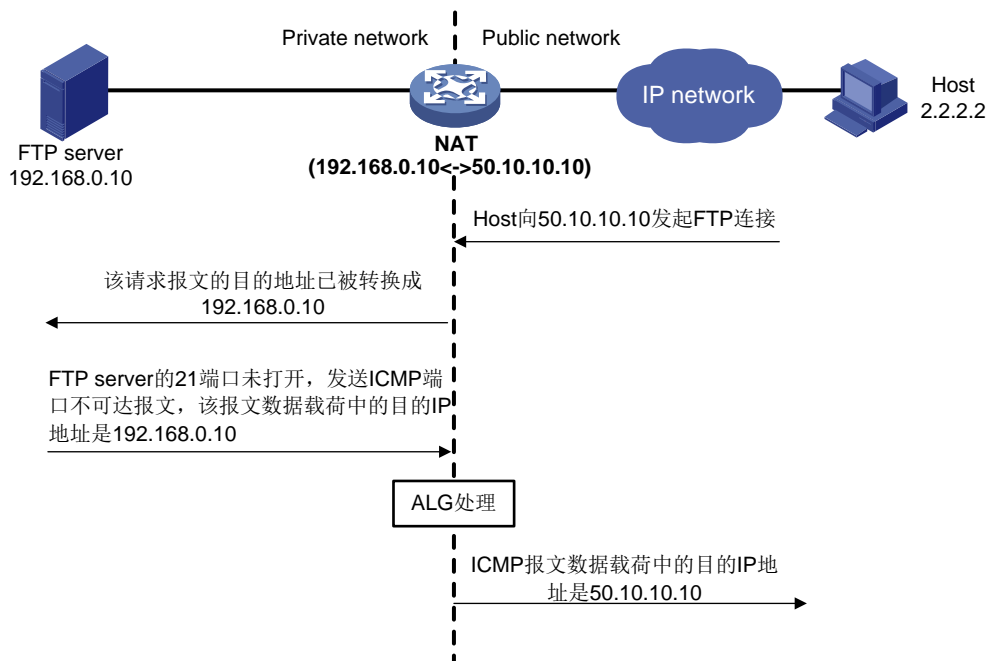 Private network
Public network
IP network
Host
2.2.2.2
FTP server
192.168.0.10
NAT
(192.168.0.10<->50.10.10.10)
Host向50.10.10.10发起FTP连接
该请求报文的目的地址已被转换成
192.168.0.10
FTP server的21端口未打开，发送ICMP端
口不可达报文，该报文数据载荷中的目的IP
地址是192.168.0.10
ALG处理
ICMP报文数据载荷中的目的IP地
址是50.10.10.10